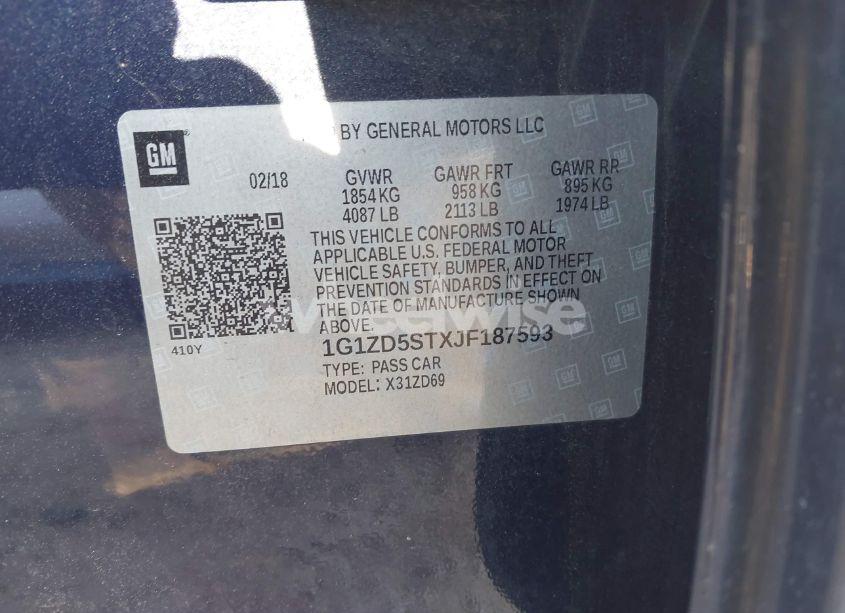 BY GENERAL MOTORS LLC
GM
02/18 GVWR GAWR FRT GAWR RR
1854 KG 958 KG 895 KG
4087 LB 2113 LB 1974 LB
THIS VEHICLE CONFORMS TO ALL
APPLICABLE U.S. FEDERAL MOTOR
VEHICLE SAFETY, BUMPER, AND THEFT
PREVENTION STANDARDS IN EFFECT ON
THE DATE OF MANUFACTURE SHOWN
ABOVE.
wheelwise
410Y
1G1ZD5STXJF187593
TYPE: PASS CAR
MODEL: X31ZD69